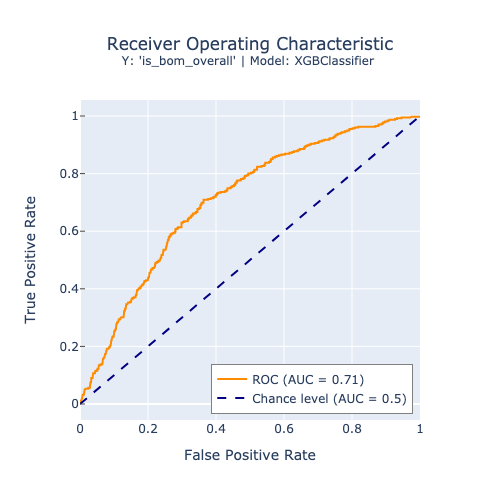 Receiver Operating Characteristic
Y: 'is_bom_overall' | Model: XGBClassifier
True Positive Rate
1
0.8
0.6
0.4
0.2
0
ROC (AUC = 0.71)
Chance level (AUC = 0.5)
0 0.2 0.4 0.6 0.8 1
False Positive Rate